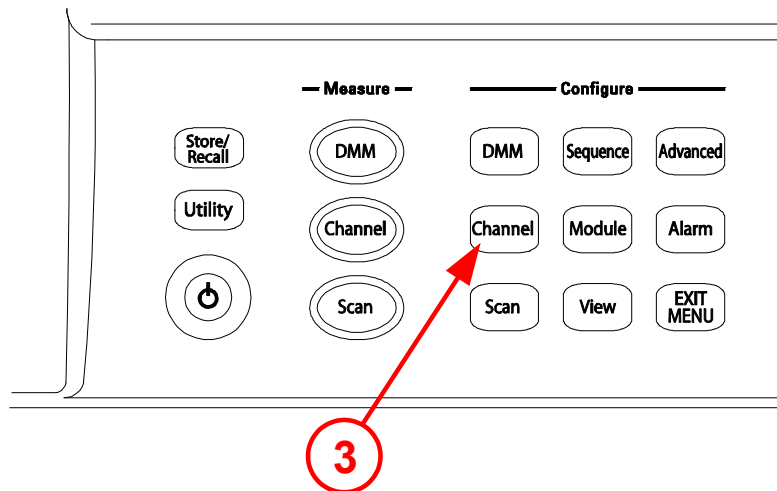 Measure
Configure
Store/
Recall
DMM
DMM
Sequence
Advanced
Utility
Channel
Channel
Module
Alarm
Scan
Scan
View
EXIT
MENU
3